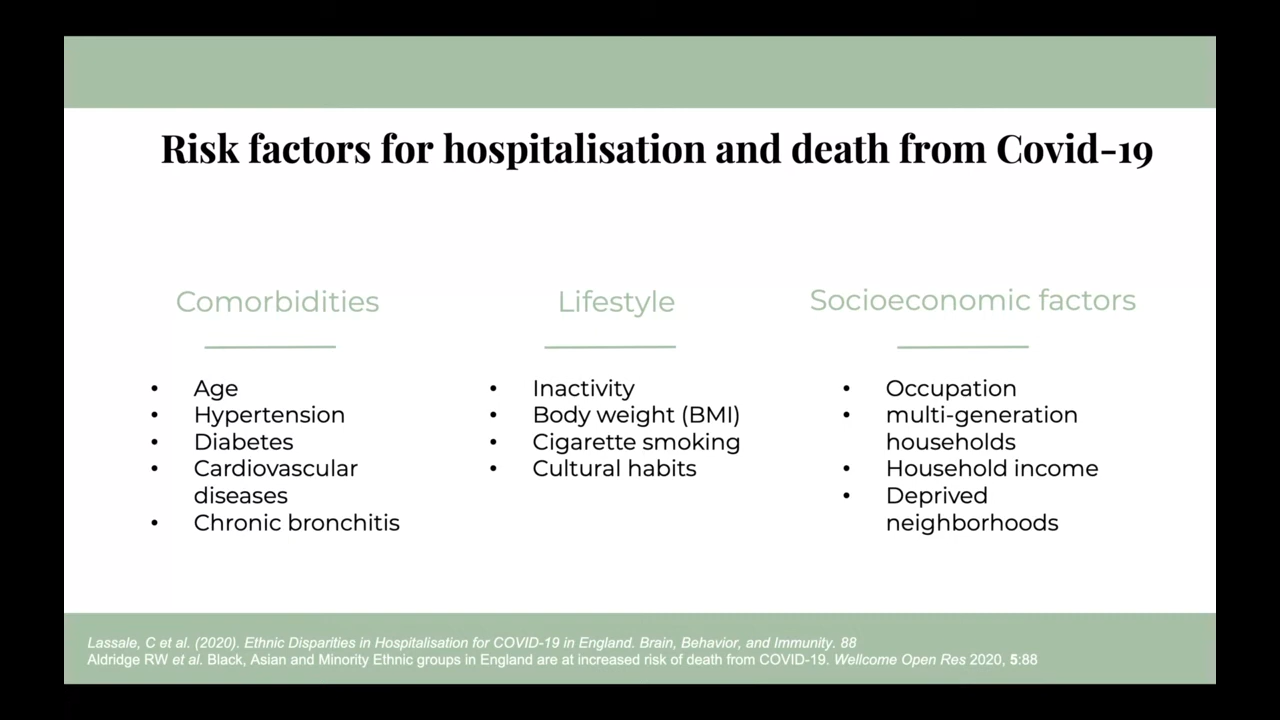 Risk factors for hospitalisation and death from Covid-19
Comorbidities
• Age
• Hypertension
• Diabetes
• Cardiovascular
diseases
• Chronic bronchitis
Lifestyle
• Inactivity
• Body weight (BMI)
• Cigarette smoking
• Cultural habits
Socioeconomic factors
• Occupation
• multi-generation
households
• Household income
• Deprived
neighborhoods
Lassale, C et al. (2020). Ethnic Disparities in Hospitalisation for COVID-19 in England. Brain, Behavior, and Immunity. 88
Aldridge RW et al. Black, Asian and Minority Ethnic groups in England are at increased risk of death from COVID-19. Wellcome Open Res 2020, 5:88